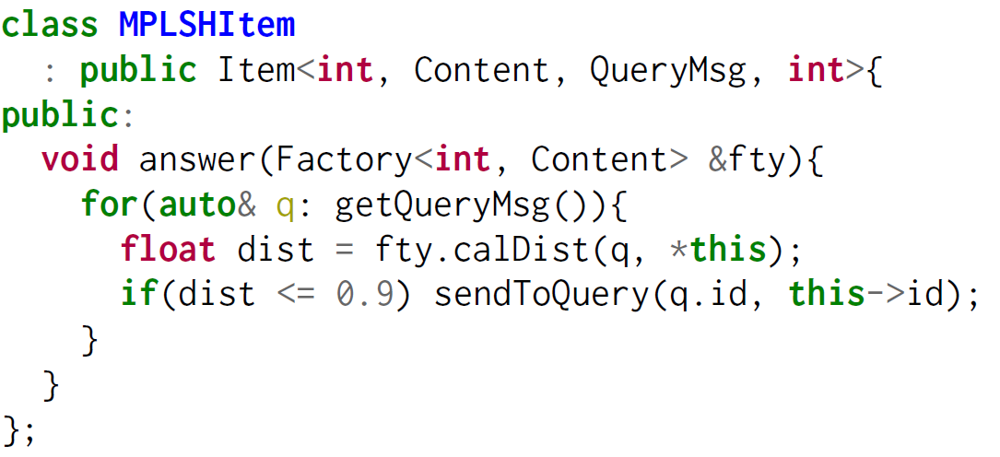 class MPLSHItem
  : public Item<int, Content, QueryMsg, int>{
public:
  void answer(Factory<int, Content> &fty){
    for(auto& q: getQueryMsg()){
      float dist = fty.calDist(q, *this);
      if(dist <= 0.9) sendToQuery(q.id, this->id);
    }
  }
};